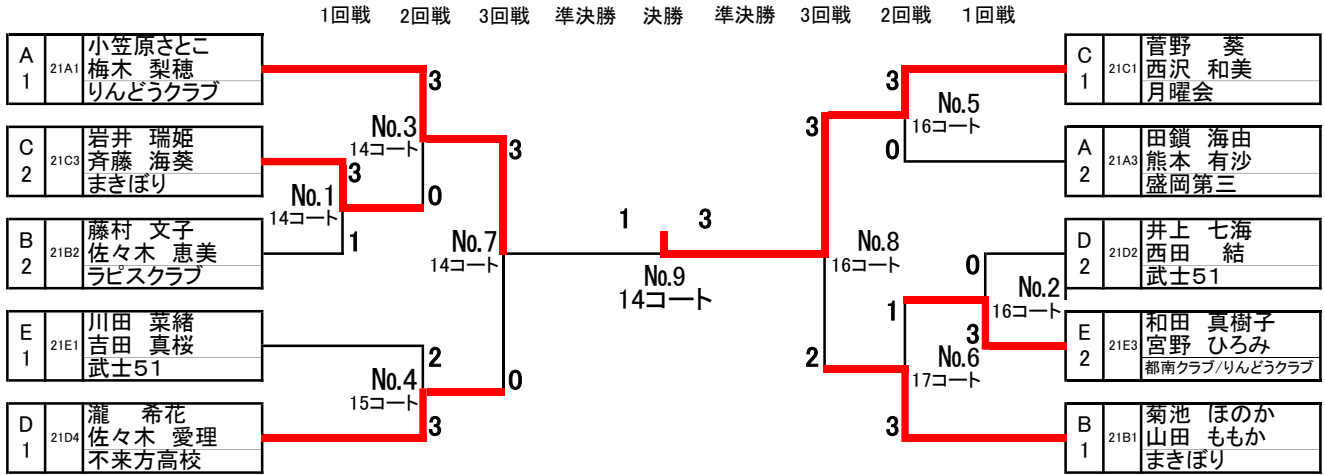 1回戦 2回戦 3回戦 準決勝 決勝 準決勝 3回戦 2回戦 1回戦
A 1 21A1 小笠原さとこ
梅木 梨穂
りんどうクラブ
C 2 21C3 岩井 瑞姫
斉藤 海葵
まきぼり
B 2 21B2 藤村 文子
佐々木 恵美
ラピスクラブ
E 1 21E1 川田 菜緒
吉田 真桜
武士51
D 1 21D4 瀧 希花
佐々木 愛理
不来方高校
3
No.3
14コート
0
3
No.1
14コート
1
3
No.7
14コート
0
2
No.4
15コート
3
1 3
No.9
14コート
3
No.8
16コート
2
3
No.5
16コート
0
0
No.2
16コート
3
1
No.6
17コート
3
C 1 21C1 菅野 葵
西沢 和美
月曜会
A 2 21A3 田鎖 海由
熊本 有沙
盛岡第三
D 2 21D2 井上 七海
西田 結
武士51
E 2 21E3 和田 真樹子
宮野 ひろみ
都南クラブ/りんどうクラブ
B 1 21B1 菊池 ほのか
山田 ももか
まきぼり